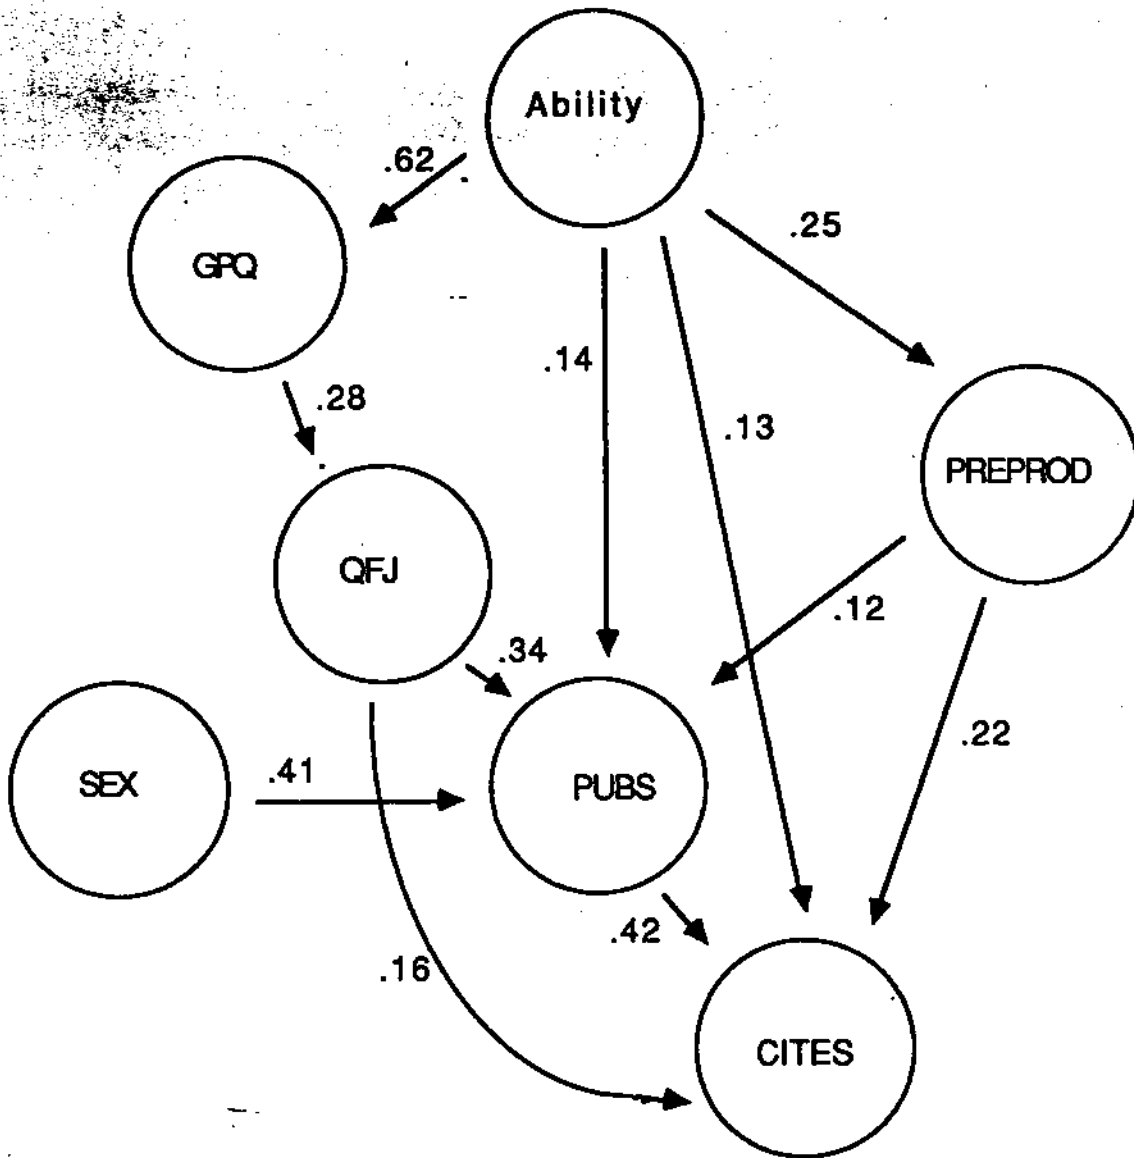 Ability
.62
.25
GPQ
.14
.28
.13
PREPROD
QFJ
.12
.34
.22
.41
SEX
PUBS
.42
.16
CITES